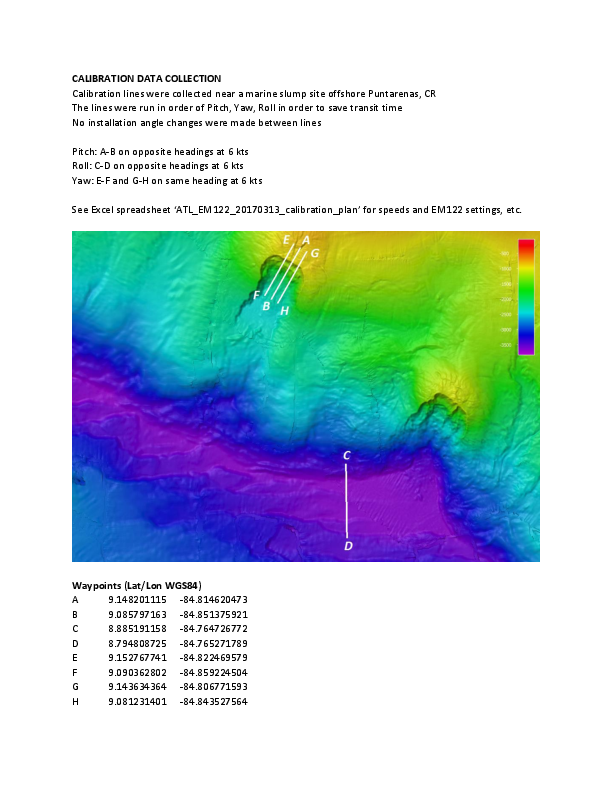 CALIBRATION DATA COLLECTION
Calibration lines were collected near a marine slump site offshore Puntarenas, CR
The lines were run in order of Pitch, Yaw, Roll in order to save transit time
No installation angle changes were made between lines
Pitch: A-B on opposite headings at 6 kts
Roll: C-D on opposite headings at 6 kts
Yaw: E-F and G-H on same heading at 6 kts
See Excel spreadsheet ‘ATL_EM122_20170313_calibration_plan’ for speeds and EM122 settings, etc.
E A
G
F
B H
C
D
Waypoints (Lat/Lon WGS84)
A 9.148201115 -84.814620473
B 9.085797163 -84.851375921
C 8.885191158 -84.764726772
D 8.794808725 -84.765271789
E 9.152767741 -84.822469579
F 9.090362802 -84.859224504
G 9.143634364 -84.806771593
H 9.081231401 -84.843527564